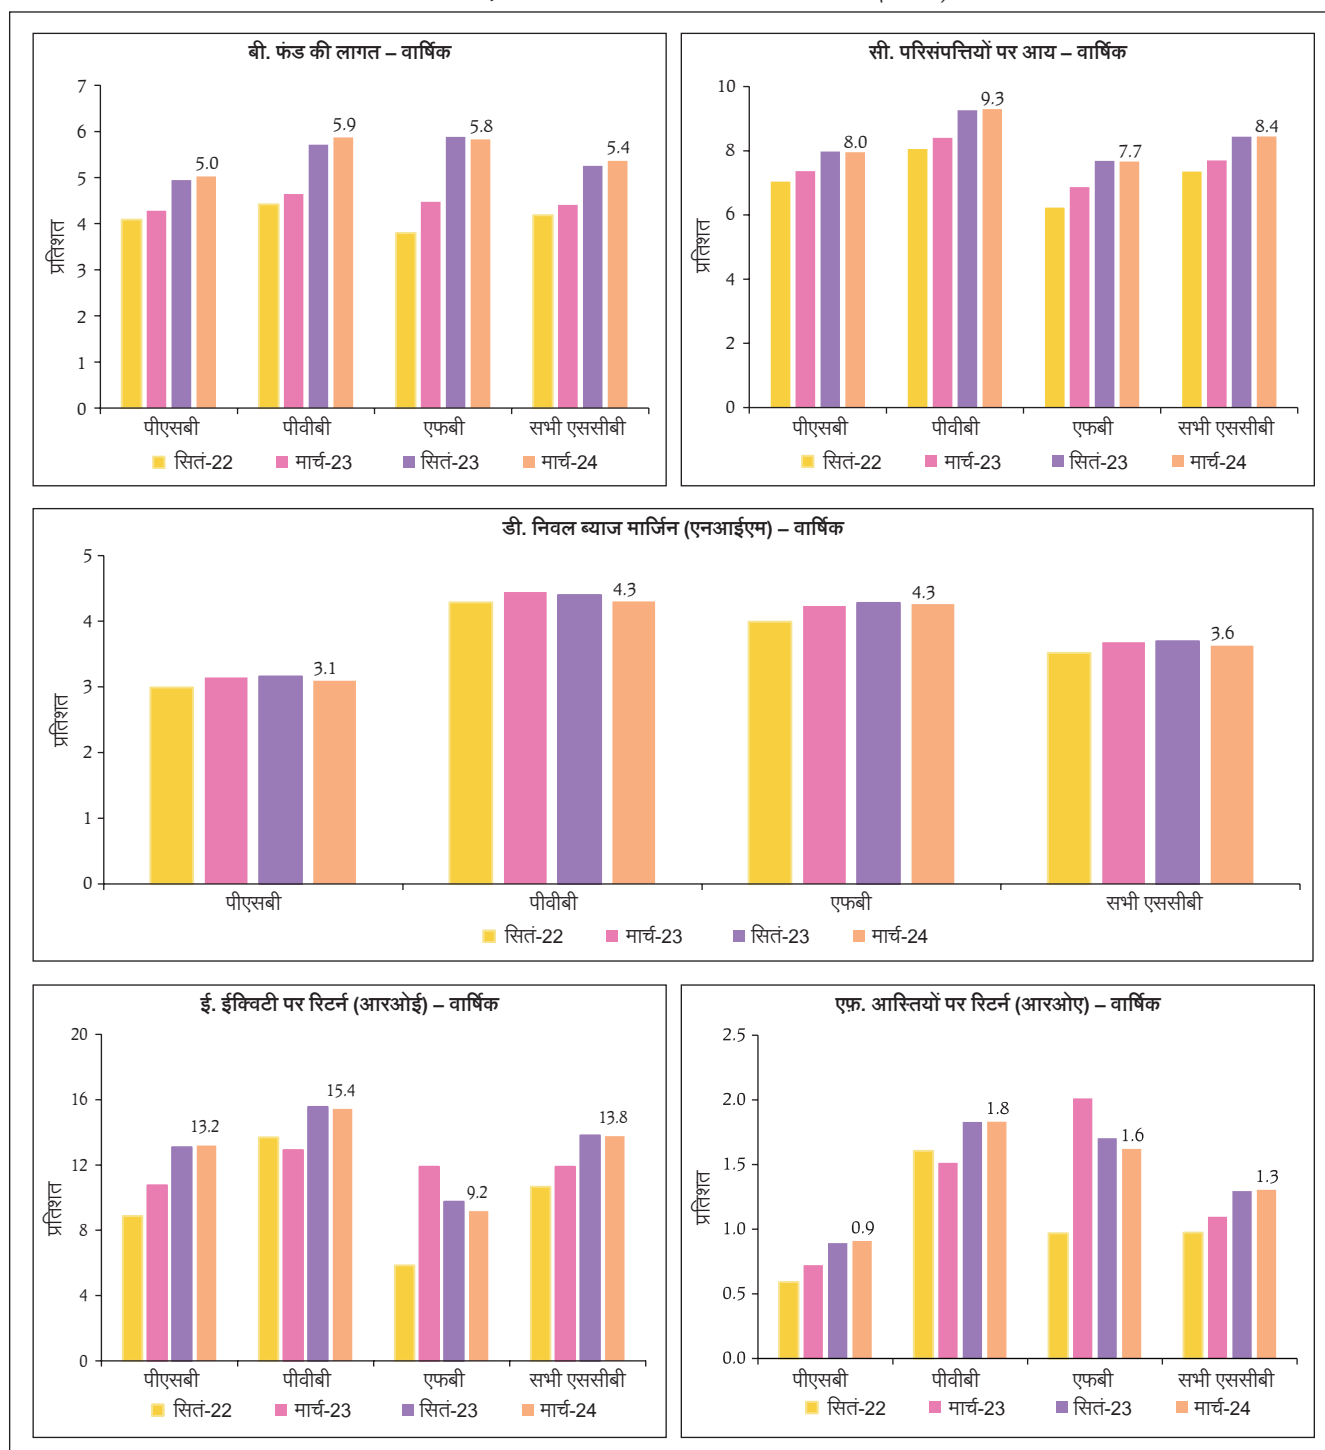 बी. फंड की लागत – वार्षिक
7
6
5
4
3
2
1
0
प्रतिशत
5.0
5.9
5.8
5.4
पीएसबी पीवीबी एफबी सभी एससीबी
सितं-22 मार्च-23 सितं-23 मार्च-24
सी. परिसंपत्तियों पर आय – वार्षिक
10
8
6
4
2
0
प्रतिशत
8.0
9.3
7.7
8.4
पीएसबी पीवीबी एफबी सभी एससीबी
सितं-22 मार्च-23 सितं-23 मार्च-24
डी. निवल ब्याज मार्जिन (एनआईएम) – वार्षिक
5
4
3
2
1
0
प्रतिशत
3.1
4.3
4.3
3.6
पीएसबी पीवीबी एफबी सभी एससीबी
सितं-22 मार्च-23 सितं-23 मार्च-24
ई. ईक्विटी पर रिटर्न (आरओई) – वार्षिक
20
16
12
8
4
0
प्रतिशत
13.2
15.4
9.2
13.8
पीएसबी पीवीबी एफबी सभी एससीबी
सितं-22 मार्च-23 सितं-23 मार्च-24
एफ़. आस्तियों पर रिटर्न (आरओए) – वार्षिक
2.5
2.0
1.5
1.0
0.5
0.0
प्रतिशत
0.9
1.8
1.6
1.3
पीएसबी पीवीबी एफबी सभी एससीबी
सितं-22 मार्च-23 सितं-23 मार्च-24